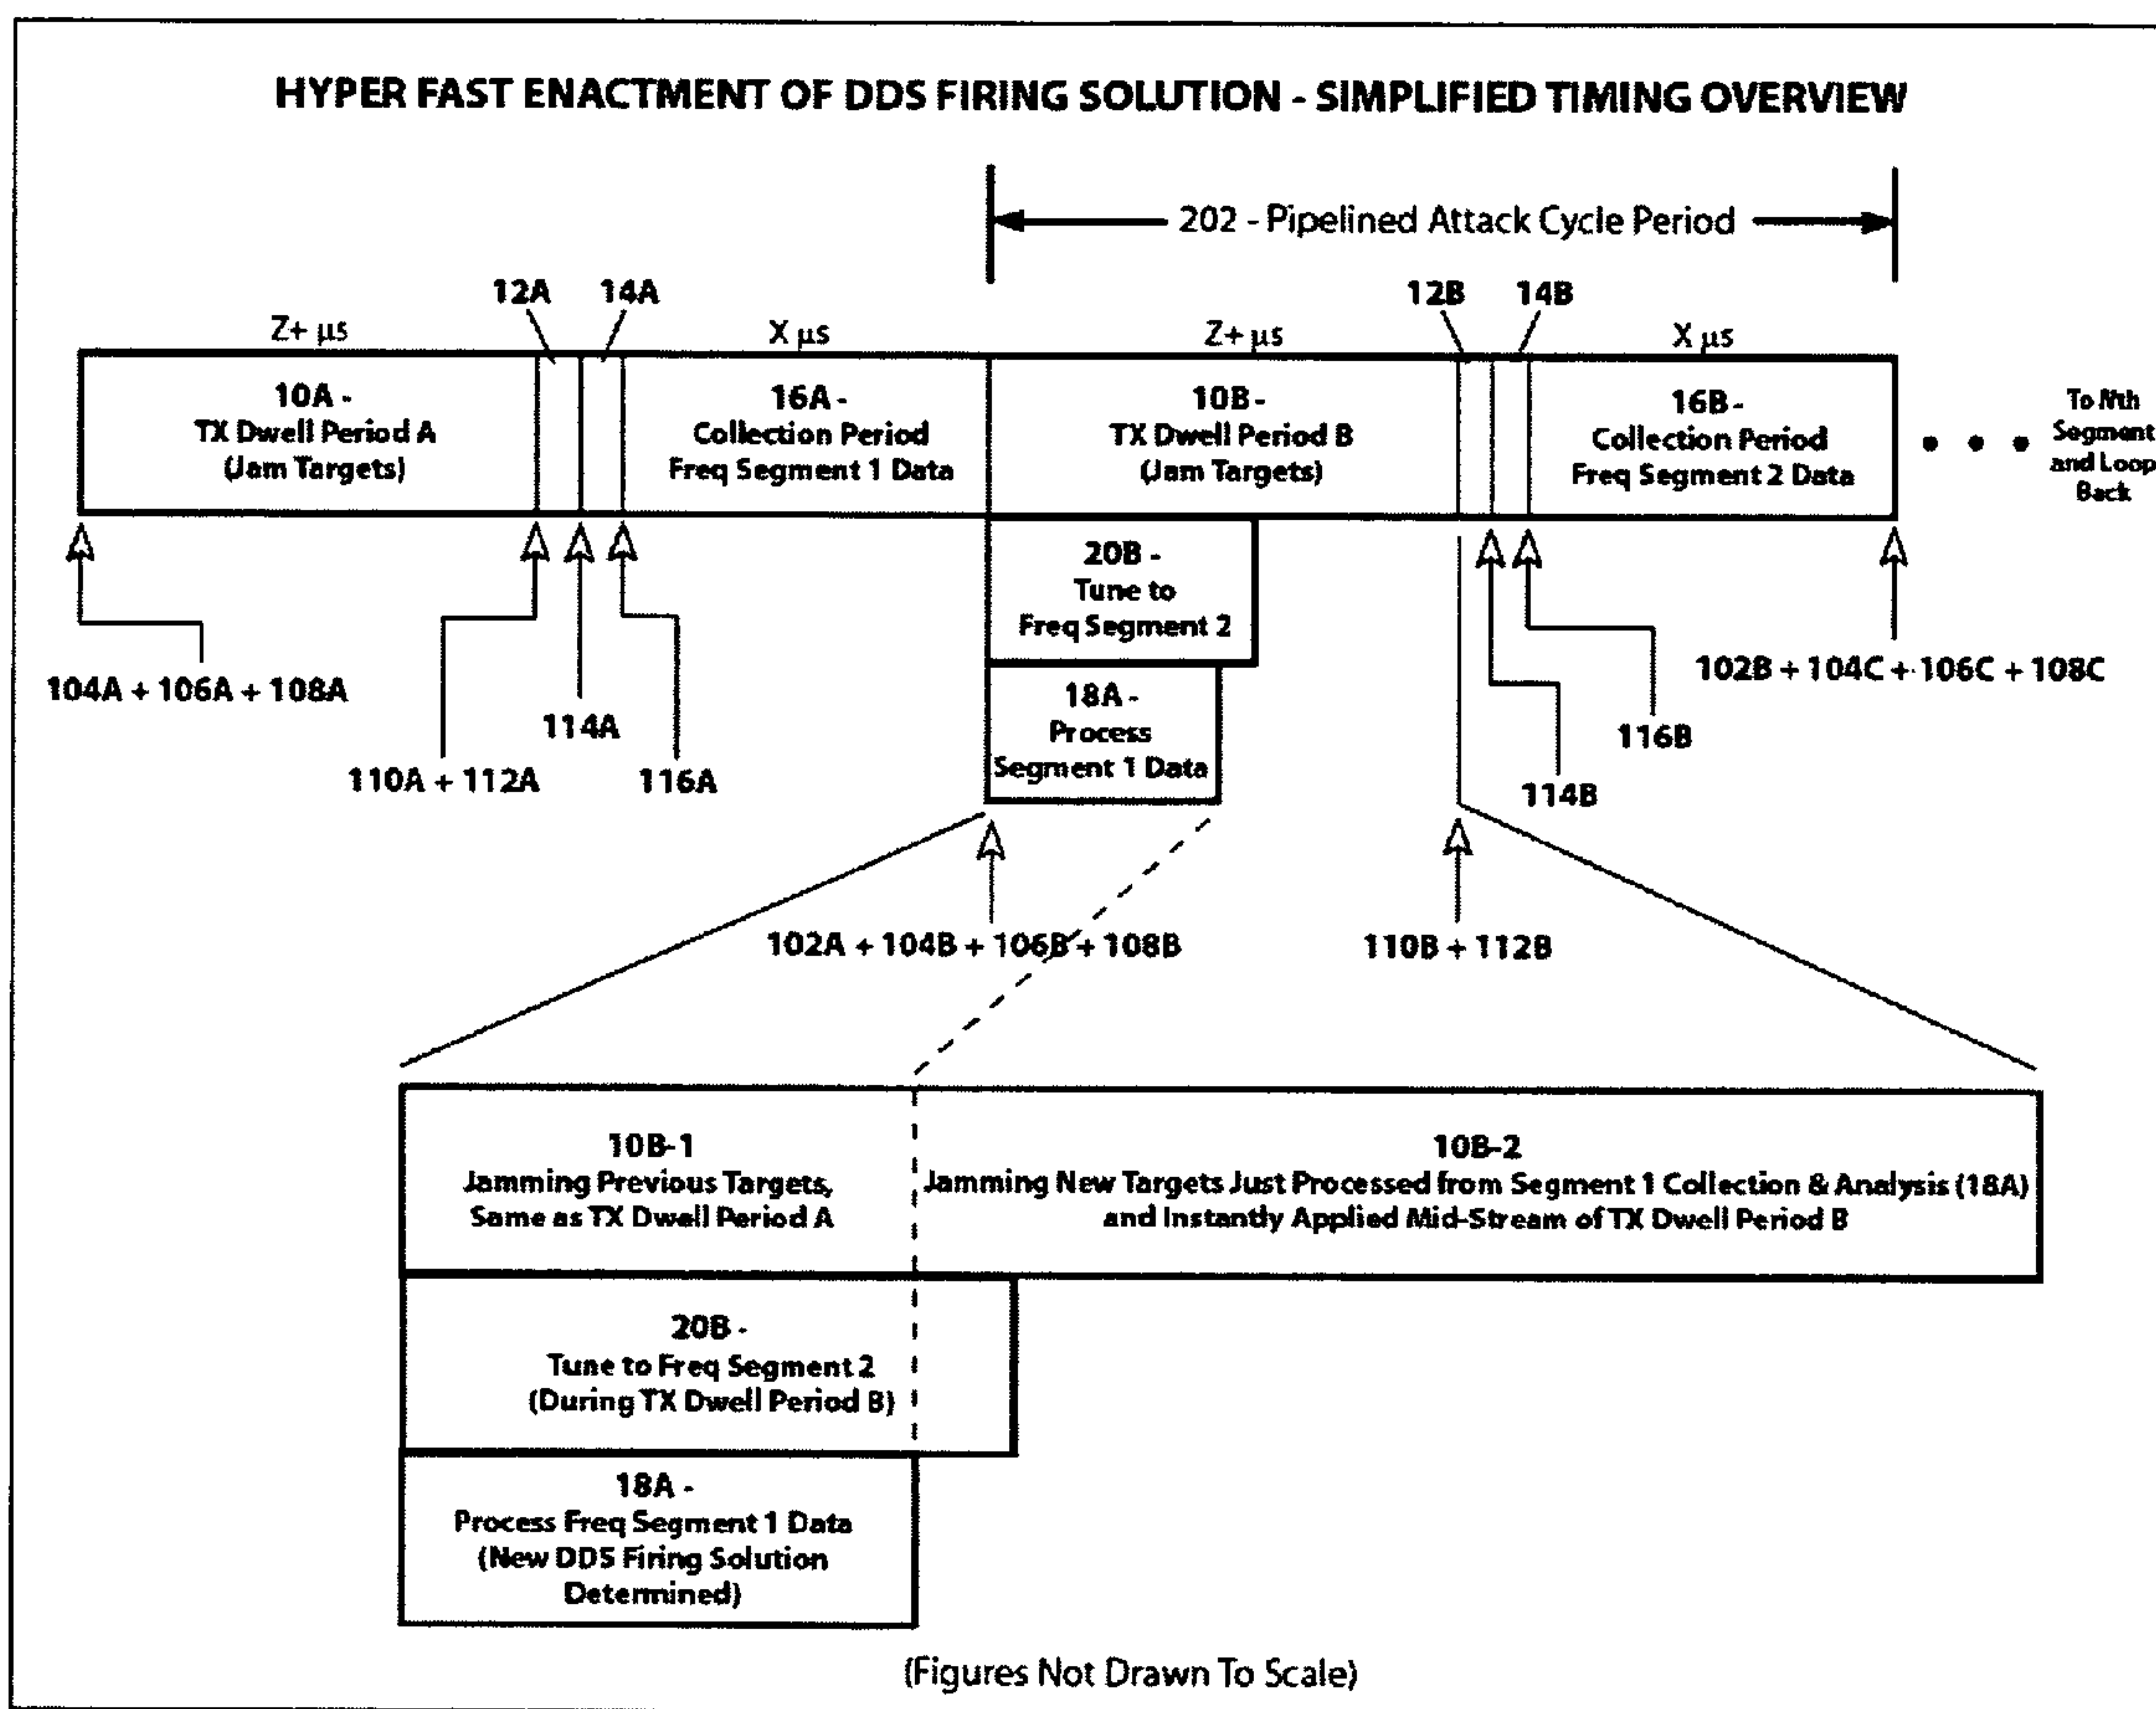 HYPER FAST ENACTMENT OF DDS FIRING SOLUTION - SIMPLIFIED TIMING OVERVIEW
202 - Pipelined Attack Cycle Period
12A
14A
12B
14B
Z+ µs
X µs
Z+ µs
X µs
10A -
TX Dwell Period A
(Jam Targets)
16A -
Collection Period
Freq Segment 1 Data
10B -
TX Dwell Period B
(Jam Targets)
16B -
Collection Period
Freq Segment 2 Data
• • •
To Nth
Segment
and Loop
Back
20B -
Tune to
Freq Segment 2
18A -
Process
Segment 1 Data
104A + 106A + 108A
110A + 112A
114A
116A
102B + 104C + 106C + 108C
116B
114B
102A + 104B + 106B + 108B
110B + 112B
10B-1
Jamming Previous Targets,
Same as TX Dwell Period A
10B-2
Jamming New Targets Just Processed from Segment 1 Collection & Analysis (18A)
and Instantly Applied Mid-Stream of TX Dwell Period B
20B -
Tune to Freq Segment 2
(During TX Dwell Period B)
18A -
Process Freq Segment 1 Data
(New DDS Firing Solution
Determined)
(Figures Not Drawn To Scale)